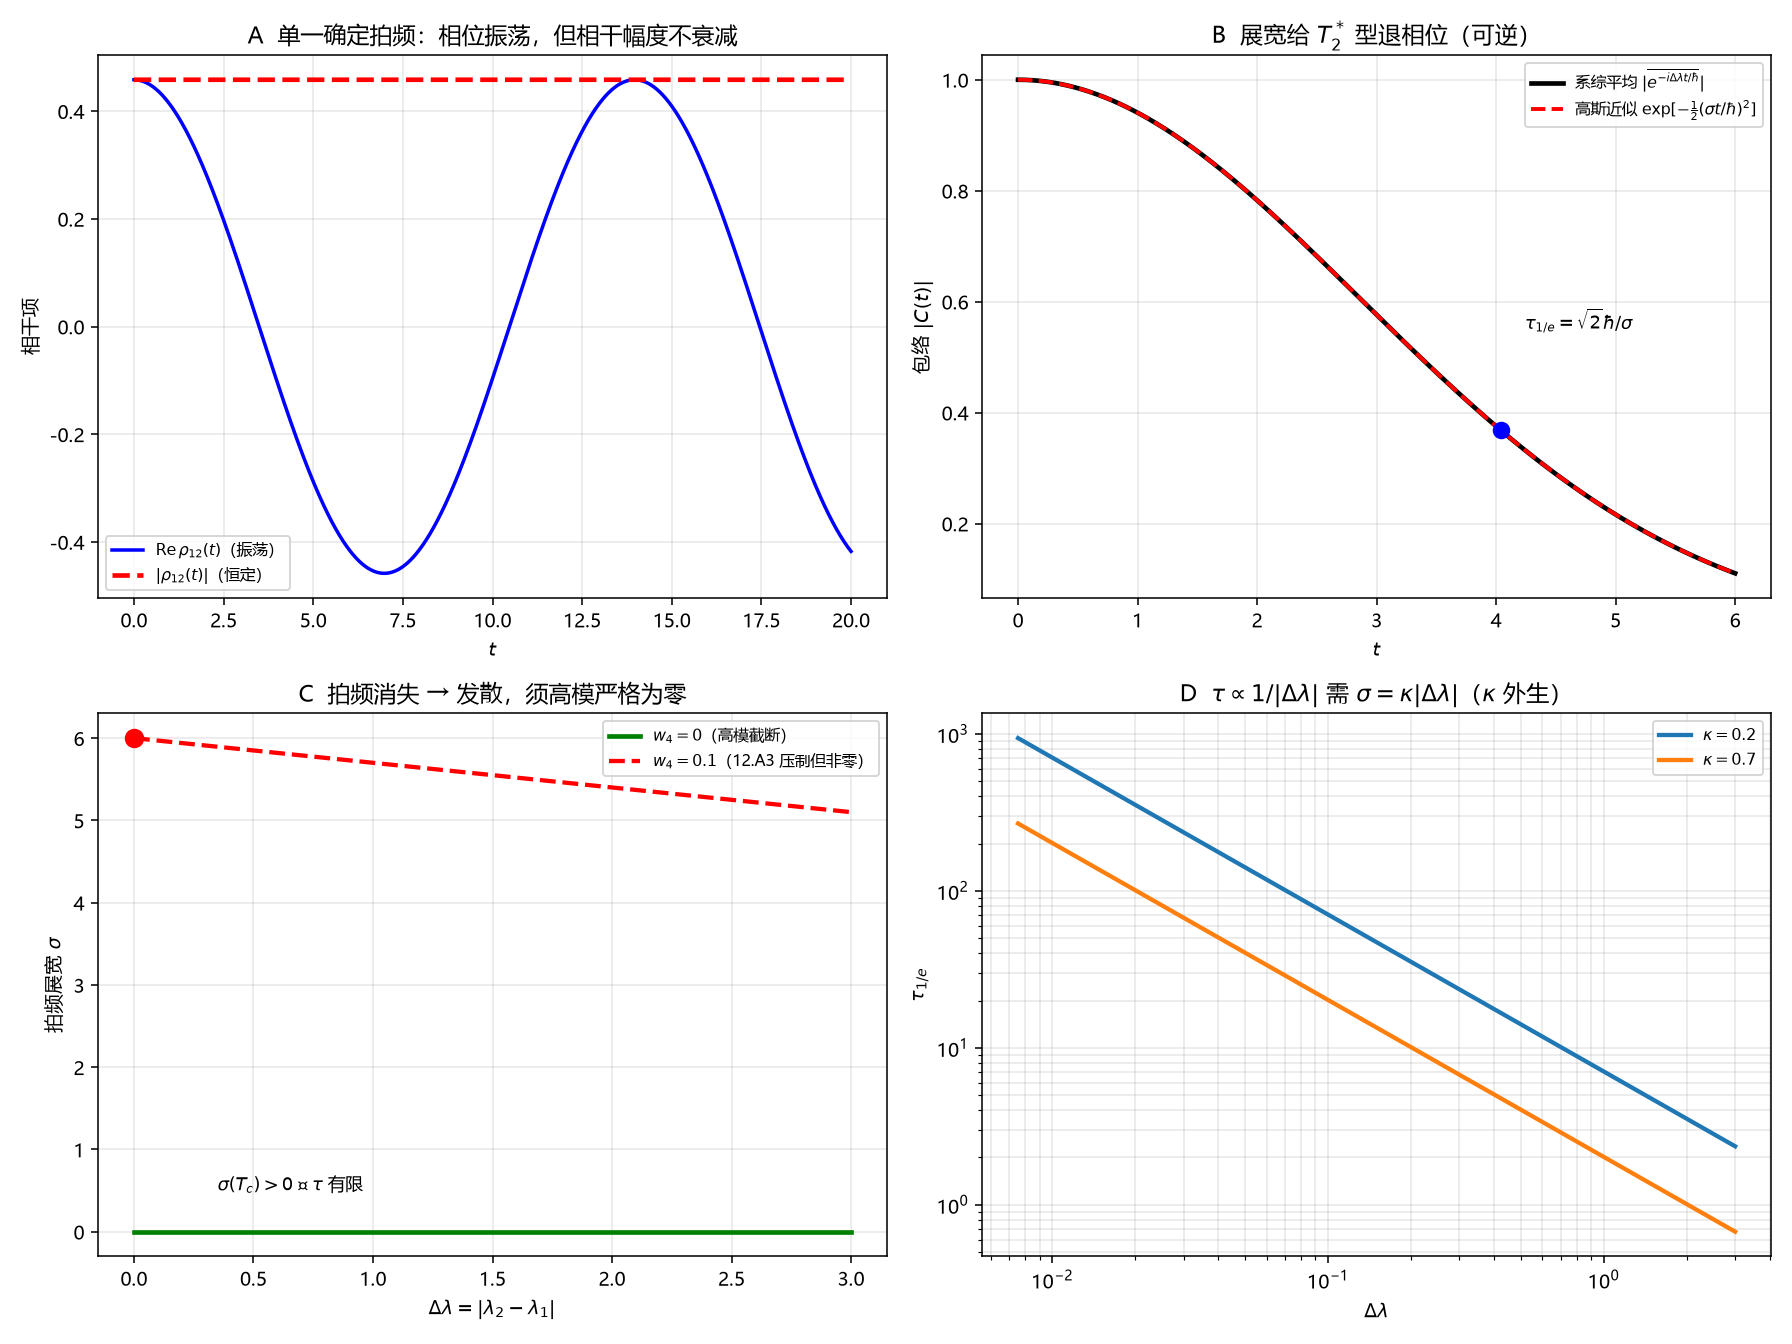 A 单一确定拍频：相位振荡，但相干幅度不衰减
0.4
0.2
0.0
-0.2
-0.4
相干项
Re ρ₁₂(t)（振荡）
|ρ₁₂(t)|（恒定）
0.0 2.5 5.0 7.5 10.0 12.5 15.0 17.5 20.0
t
B 展宽给 T₂* 型退相位（可逆）
1.0
0.8
0.6
0.4
0.2
包络 |C(t)|
系综平均 |\overline{e^{-iΔλt/ħ}}|
高斯近似 exp[−½(σt/ħ)²]
τ_{1/e} = √2ħ/σ
0 1 2 3 4 5 6
t
C 拍频消失 → 发散，须高模严格为零
6
5
4
3
2
1
0
拍频展宽 σ
w₄ = 0（高模截断）
w₄ = 0.1（12.A3 压制但非零）
σ(T_c) > 0 τ 有限
0.0 0.5 1.0 1.5 2.0 2.5 3.0
Δλ = |λ₂ − λ₁|
D τ ∝ 1/|Δλ| 需 σ = κ|Δλ|（κ 外生）
10³
10²
10¹
10⁰
τ_{1/e}
κ = 0.2
κ = 0.7
10⁻² 10⁻¹ 10⁰
Δλ